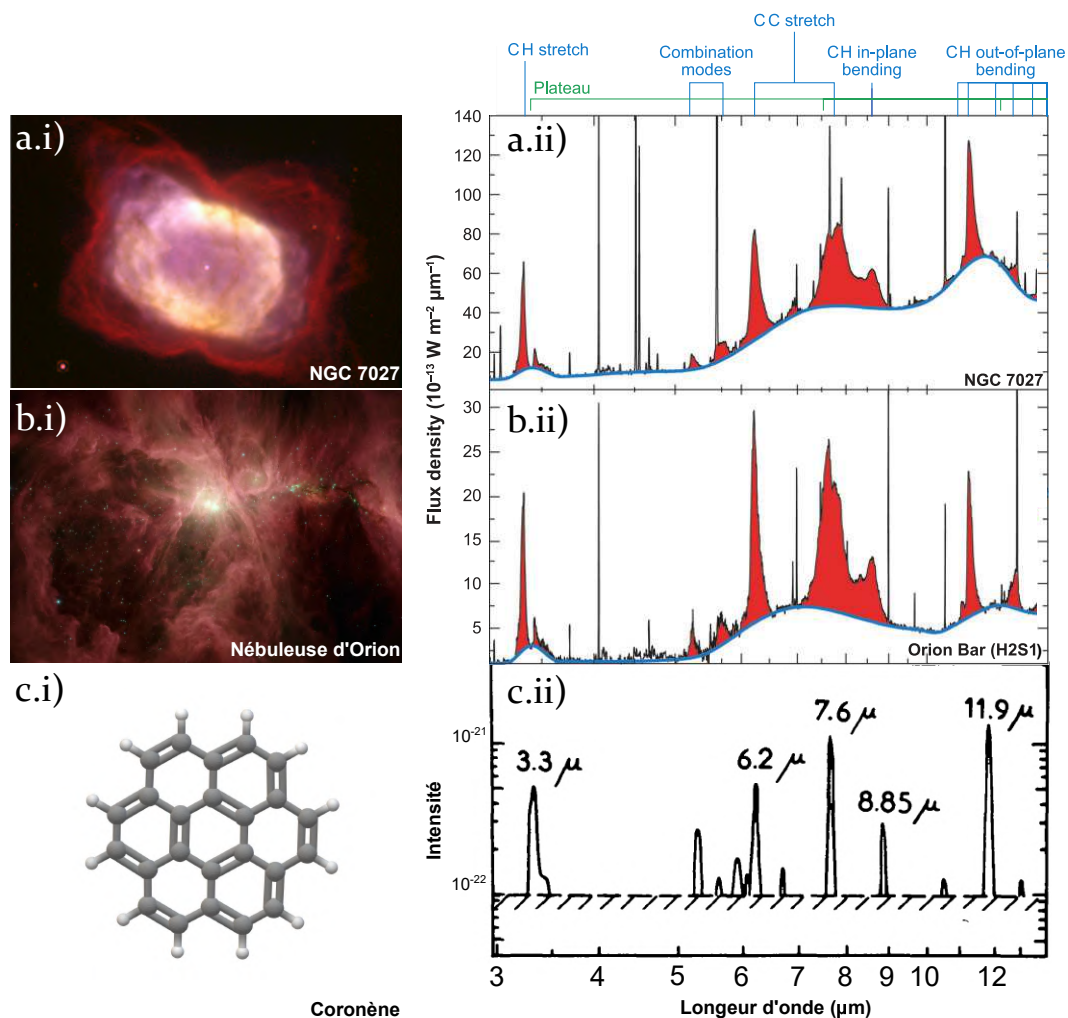 CH stretch
CC stretch
Combination
modes
CH in-plane
bending
CH out-of-plane
bending
Plateau
a.i)
NGC 7027
a.ii)
140
120
100
80
60
40
20
NGC 7027
Flux density (10⁻¹³ W m⁻² µm⁻¹)
b.i)
Nébuleuse d'Orion
b.ii)
30
25
20
15
10
5
Orion Bar (H2S1)
c.i)
Coronène
c.ii)
10⁻²¹
10⁻²²
Intensité
3.3 µ
6.2 µ
7.6 µ
8.85 µ
11.9 µ
3 4 5 6 7 8 9 10 12
Longeur d'onde (µm)